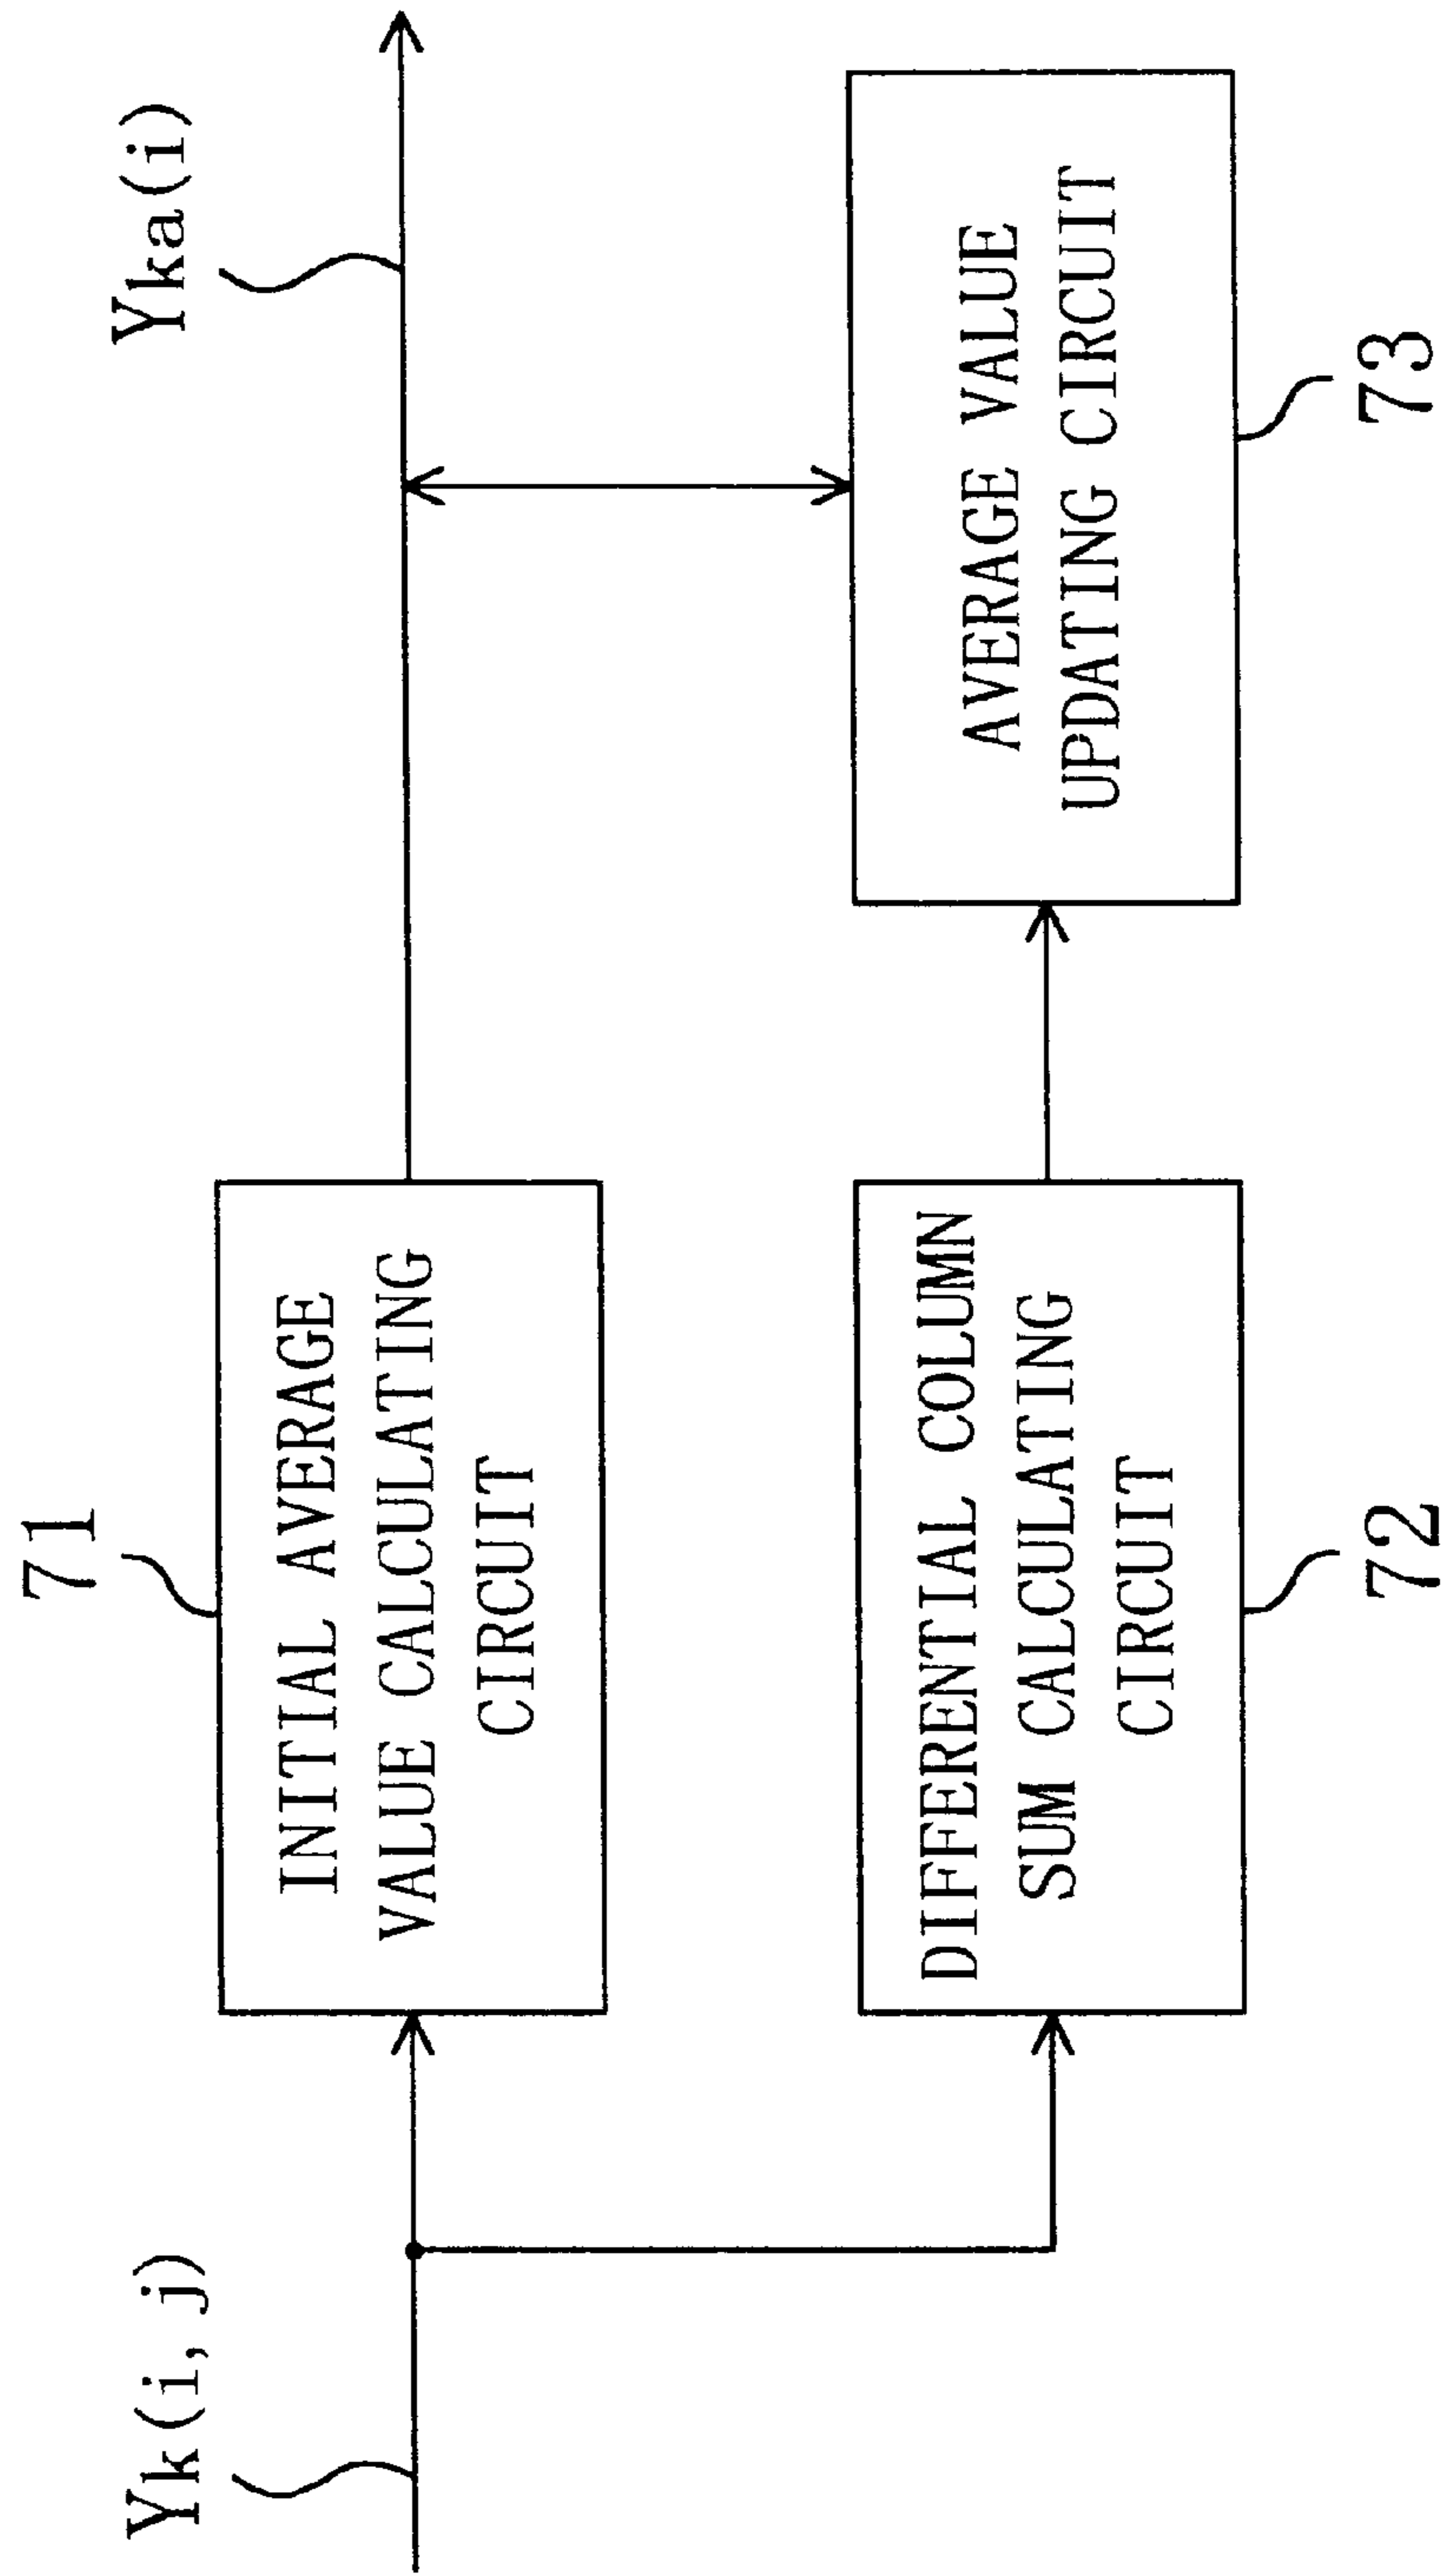 Yk(i, j)
71
INITIAL AVERAGE
VALUE CALCULATING
CIRCUIT
Yka(i)
DIFFERENTIAL COLUMN
SUM CALCULATING
CIRCUIT
72
AVERAGE VALUE
UPDATING CIRCUIT
73